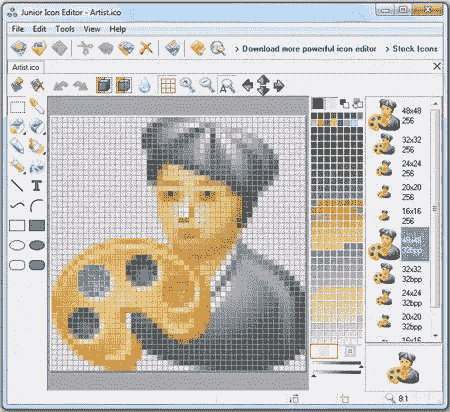 Junior Icon Editor - Artist.ico
File Edit Tools View Help
> Download more powerful icon editor > Stock Icons
Artist.ico
T
A
48x48
256
32x32
256
24x24
256
20x20
256
16x16
256
48x48
32bpp
32x32
32bpp
24x24
32bpp
20x20
32bpp
16x16
8:1